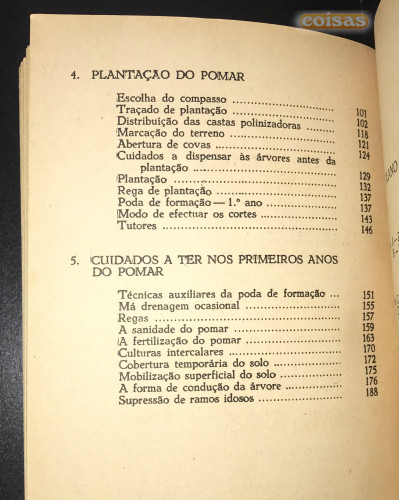 coisas
4. PLANTAÇÃO DO POMAR
Escolha do compasso ........................ 101
Traçado de plantação ........................ 102
Distribuição das castas polinizadoras ... 118
Marcação do terreno ........................ 121
Abertura de covas ........................ 124
Cuidados a dispensar às árvores antes da
plantação ........................ 129
Plantação ........................ 132
Rega de plantação ........................ 137
Poda de formação — 1.º ano ............... 137
Modo de efectuar os cortes ............... 143
Tutores ........................ 146
5. CUIDADOS A TER NOS PRIMEIROS ANOS
DO POMAR
Técnicas auxiliares da poda de formação ... 151
Má drenagem ocasional ..................... 155
Regas ........................ 157
A sanidade do pomar ..................... 159
A fertilização do pomar .................. 163
Culturas intercalares ..................... 170
Cobertura temporária do solo ............ 172
Mobilização superficial do solo ............ 175
A forma de condução da árvore ............ 176
Supressão de ramos idosos ............... 188